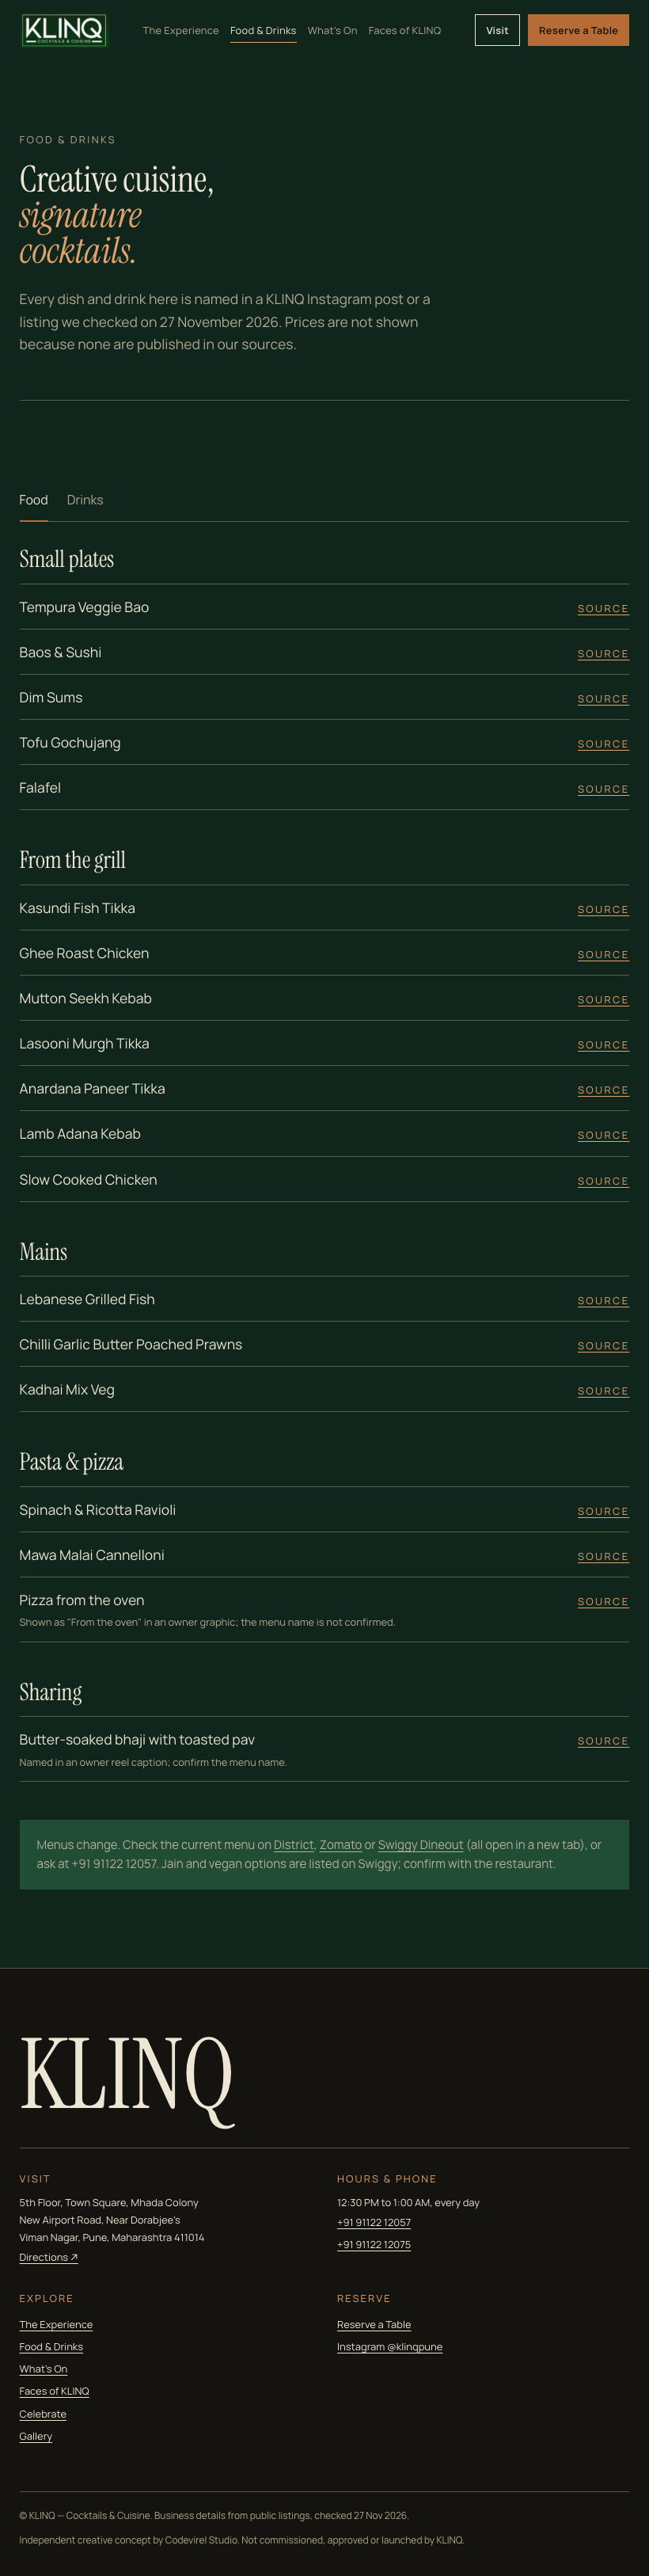 KLINQ
COCKTAILS & CUISINE
The Experience
Food & Drinks
What's On
Faces of KLINQ
Visit
Reserve a Table
FOOD & DRINKS
Creative cuisine,
signature
cocktails.
Every dish and drink here is named in a KLINQ Instagram post or a
listing we checked on 27 November 2026. Prices are not shown
because none are published in our sources.
Food
Drinks
Small plates
Tempura Veggie Bao SOURCE
Baos & Sushi SOURCE
Dim Sums SOURCE
Tofu Gochujang SOURCE
Falafel SOURCE
From the grill
Kasundi Fish Tikka SOURCE
Ghee Roast Chicken SOURCE
Mutton Seekh Kebab SOURCE
Lasooni Murgh Tikka SOURCE
Anardana Paneer Tikka SOURCE
Lamb Adana Kebab SOURCE
Slow Cooked Chicken SOURCE
Mains
Lebanese Grilled Fish SOURCE
Chilli Garlic Butter Poached Prawns SOURCE
Kadhai Mix Veg SOURCE
Pasta & pizza
Spinach & Ricotta Ravioli SOURCE
Mawa Malai Cannelloni SOURCE
Pizza from the oven SOURCE
Shown as "From the oven" in an owner graphic; the menu name is not confirmed.
Sharing
Butter-soaked bhaji with toasted pav SOURCE
Named in an owner reel caption; confirm the menu name.
Menus change. Check the current menu on District, Zomato or Swiggy Dineout (all open in a new tab), or
ask at +91 91122 12057. Jain and vegan options are listed on Swiggy; confirm with the restaurant.
KLINQ
VISIT
5th Floor, Town Square, Mhada Colony
New Airport Road, Near Dorabjee's
Viman Nagar, Pune, Maharashtra 411014
Directions ↗
HOURS & PHONE
12:30 PM to 1:00 AM, every day
+91 91122 12057
+91 91122 12075
EXPLORE
The Experience
Food & Drinks
What's On
Faces of KLINQ
Celebrate
Gallery
RESERVE
Reserve a Table
Instagram @klinqpune
© KLINQ — Cocktails & Cuisine. Business details from public listings, checked 27 Nov 2026.
Independent creative concept by Codevirel Studio. Not commissioned, approved or launched by KLINQ.